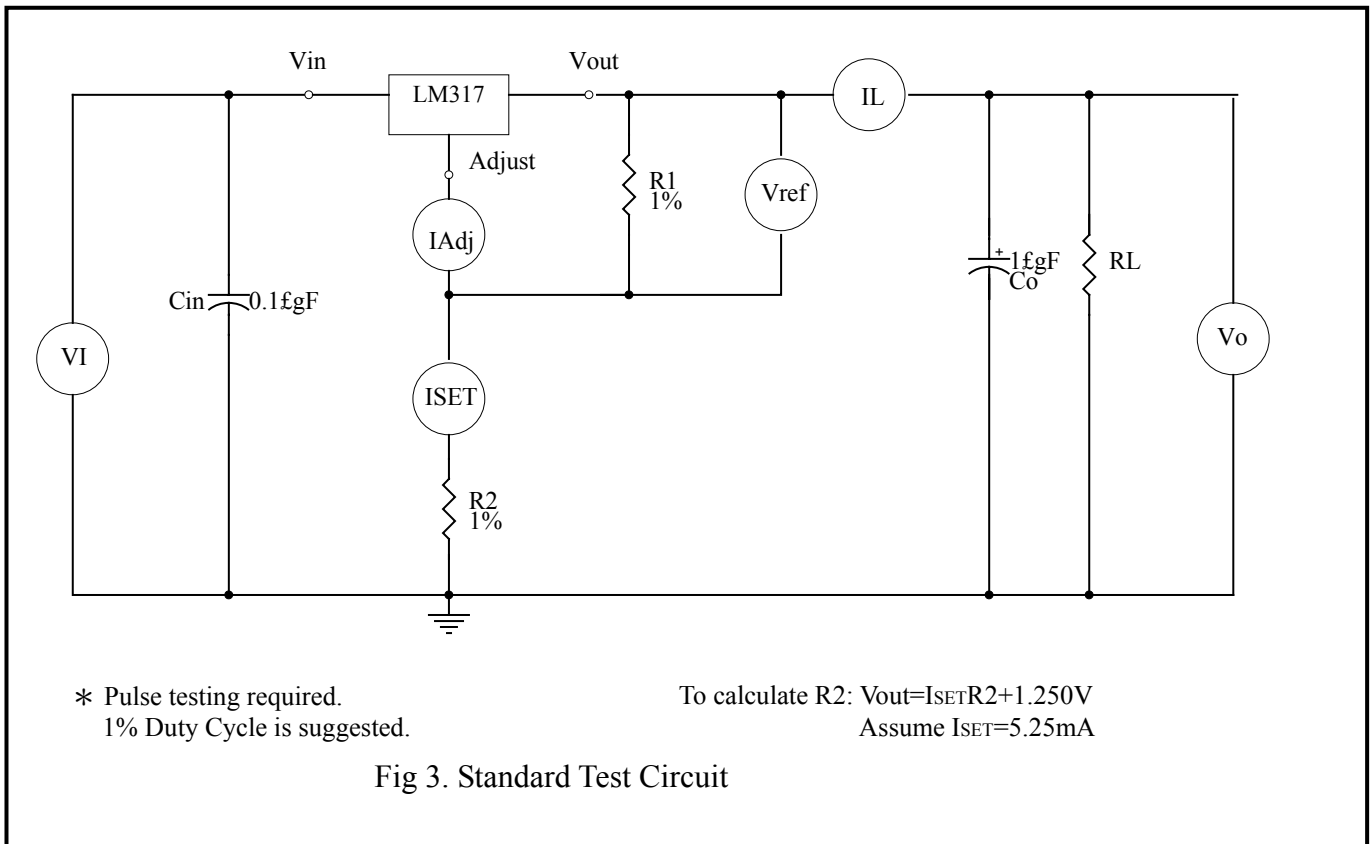 Vin
Vout
LM317
IL
Adjust
R1
1%
Vref
IAdj
Cin
0.1£gF
+
1£gF
Co
RL
VI
Vo
ISET
R2
1%
∗ Pulse testing required.
1% Duty Cycle is suggested.
To calculate R2: Vout=ISETR2+1.250V
Assume ISET=5.25mA
Fig 3. Standard Test Circuit